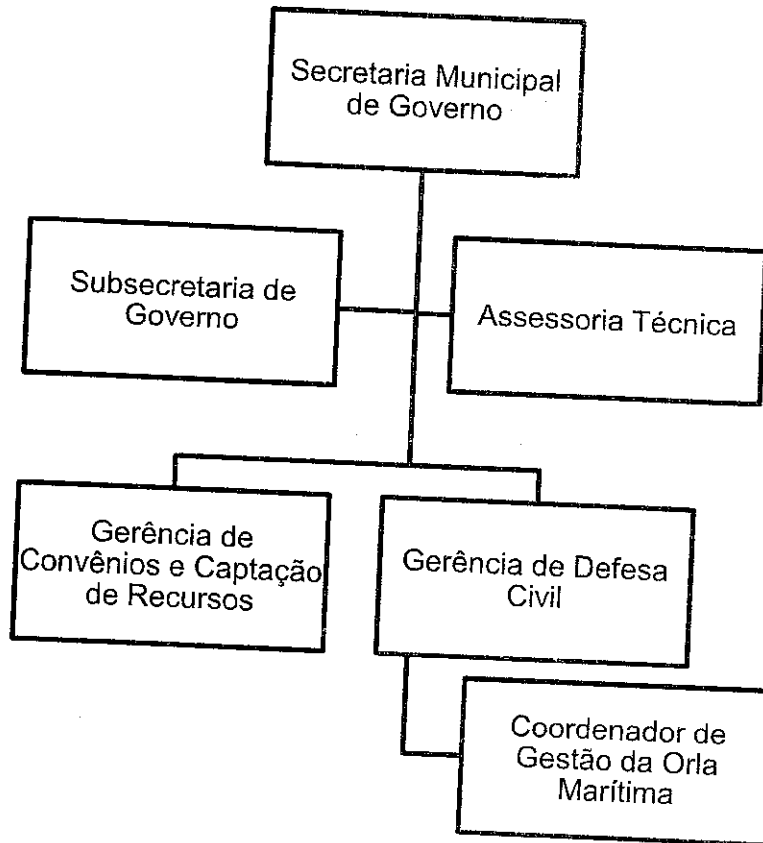 Secretaria Municipal
de Governo
Subsecretaria de
Governo
Assessoria Técnica
Gerência de
Convênios e Captação
de Recursos
Gerência de Defesa
Civil
Coordenador de
Gestão da Orla
Marítima